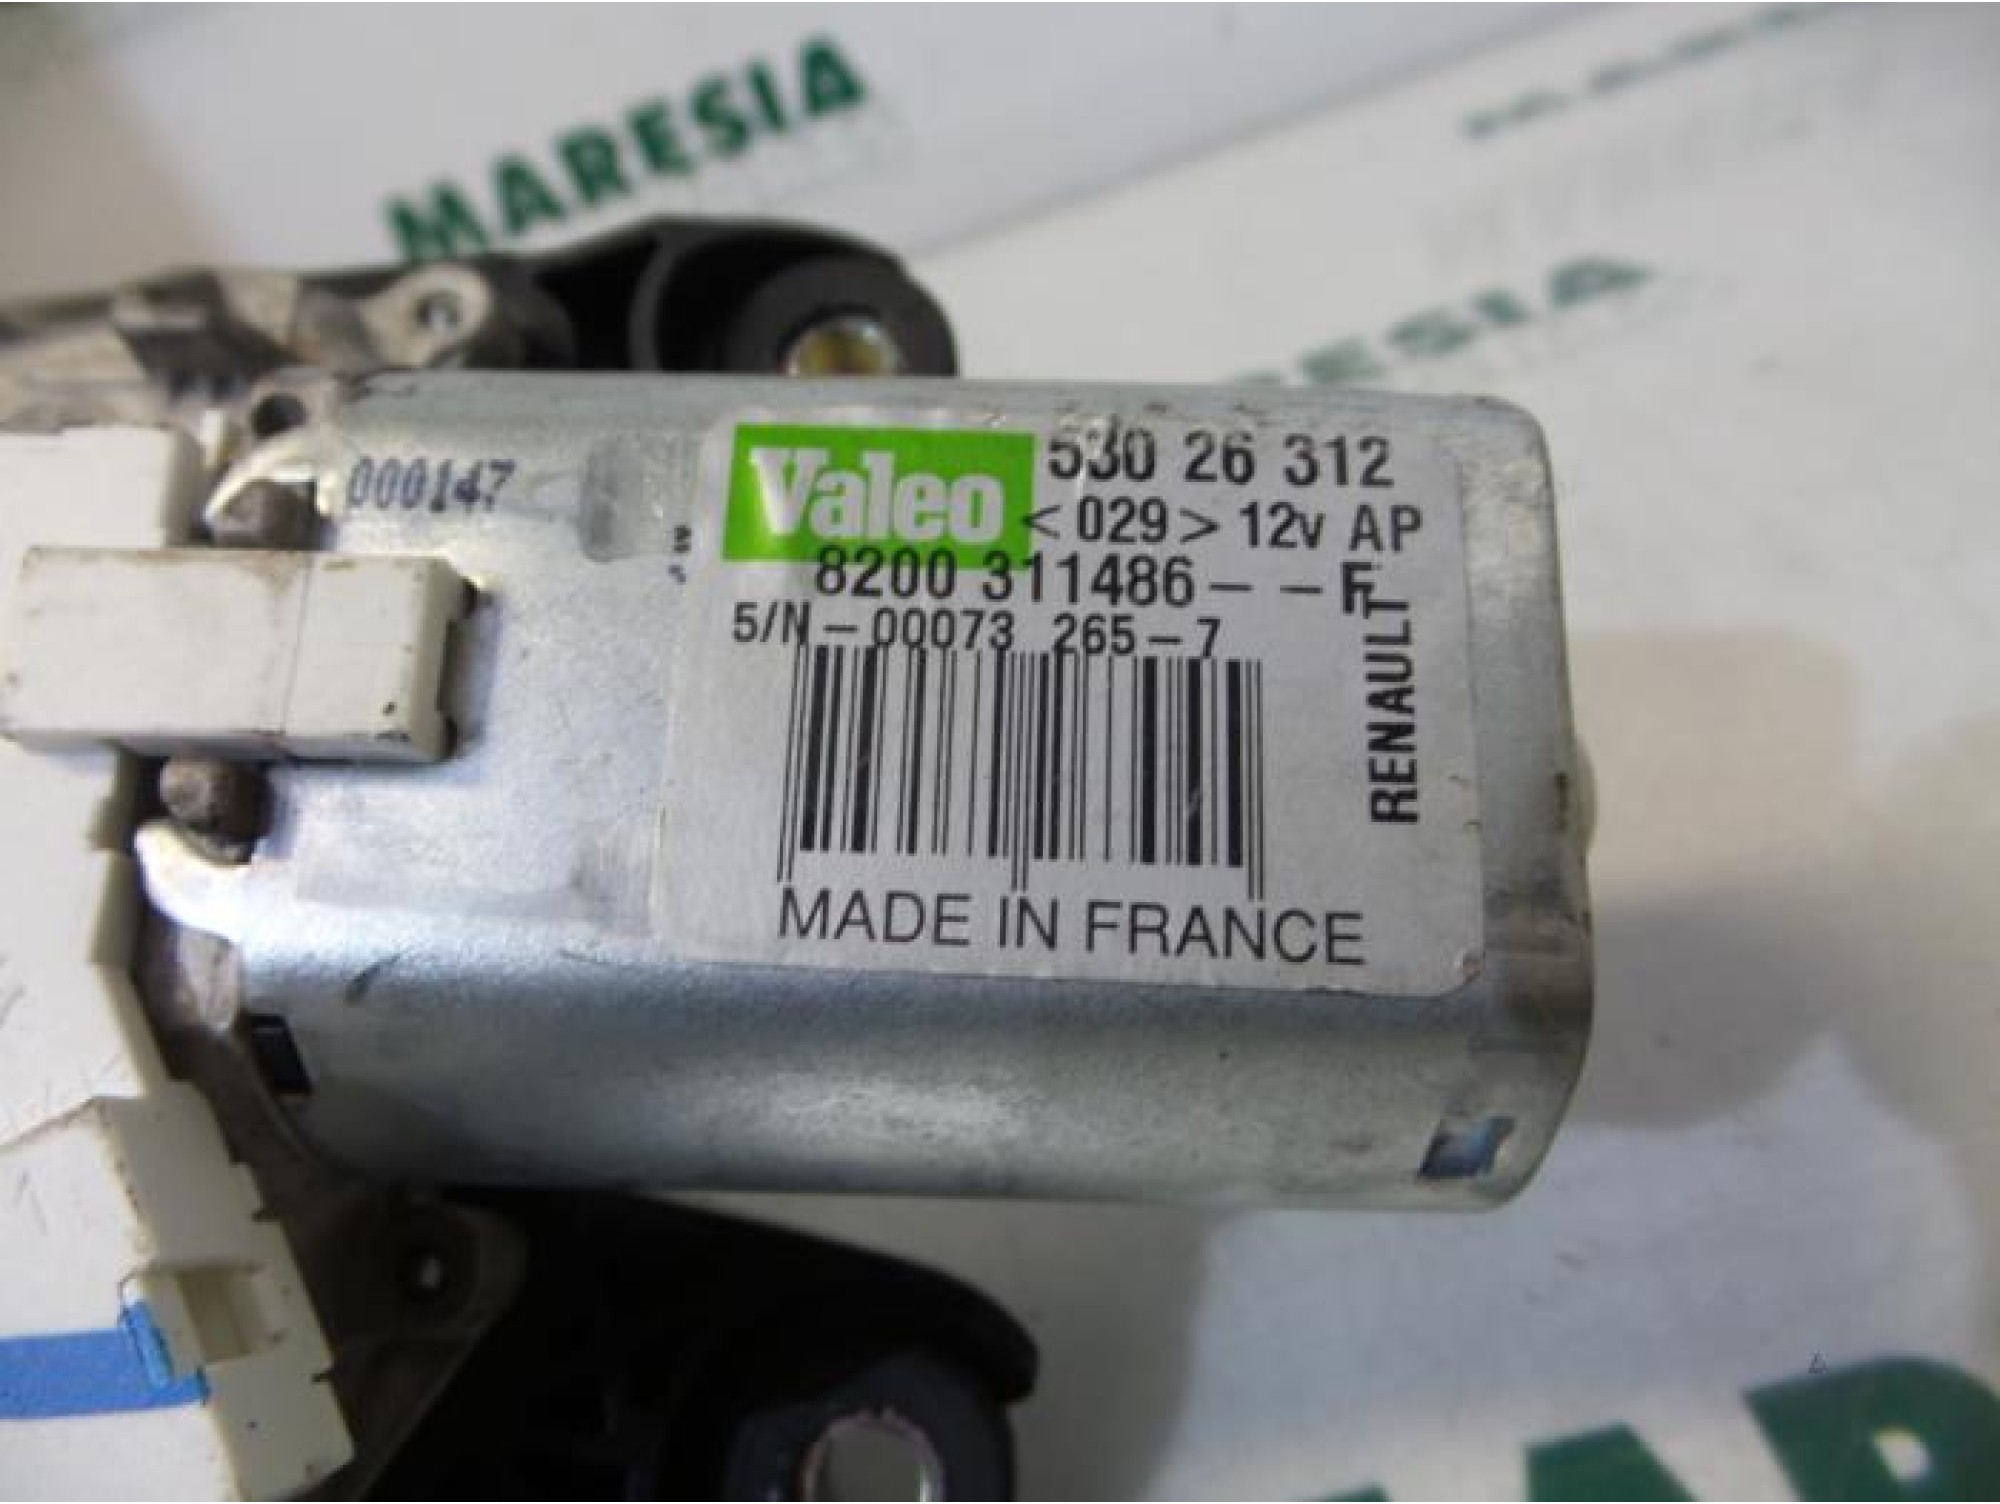 MARESIA
000147
Valeo
530 26 312
<029> 12v AP
8200 311486 – – F
S/N – 00073 265 – 7
RENAULT
MADE IN FRANCE